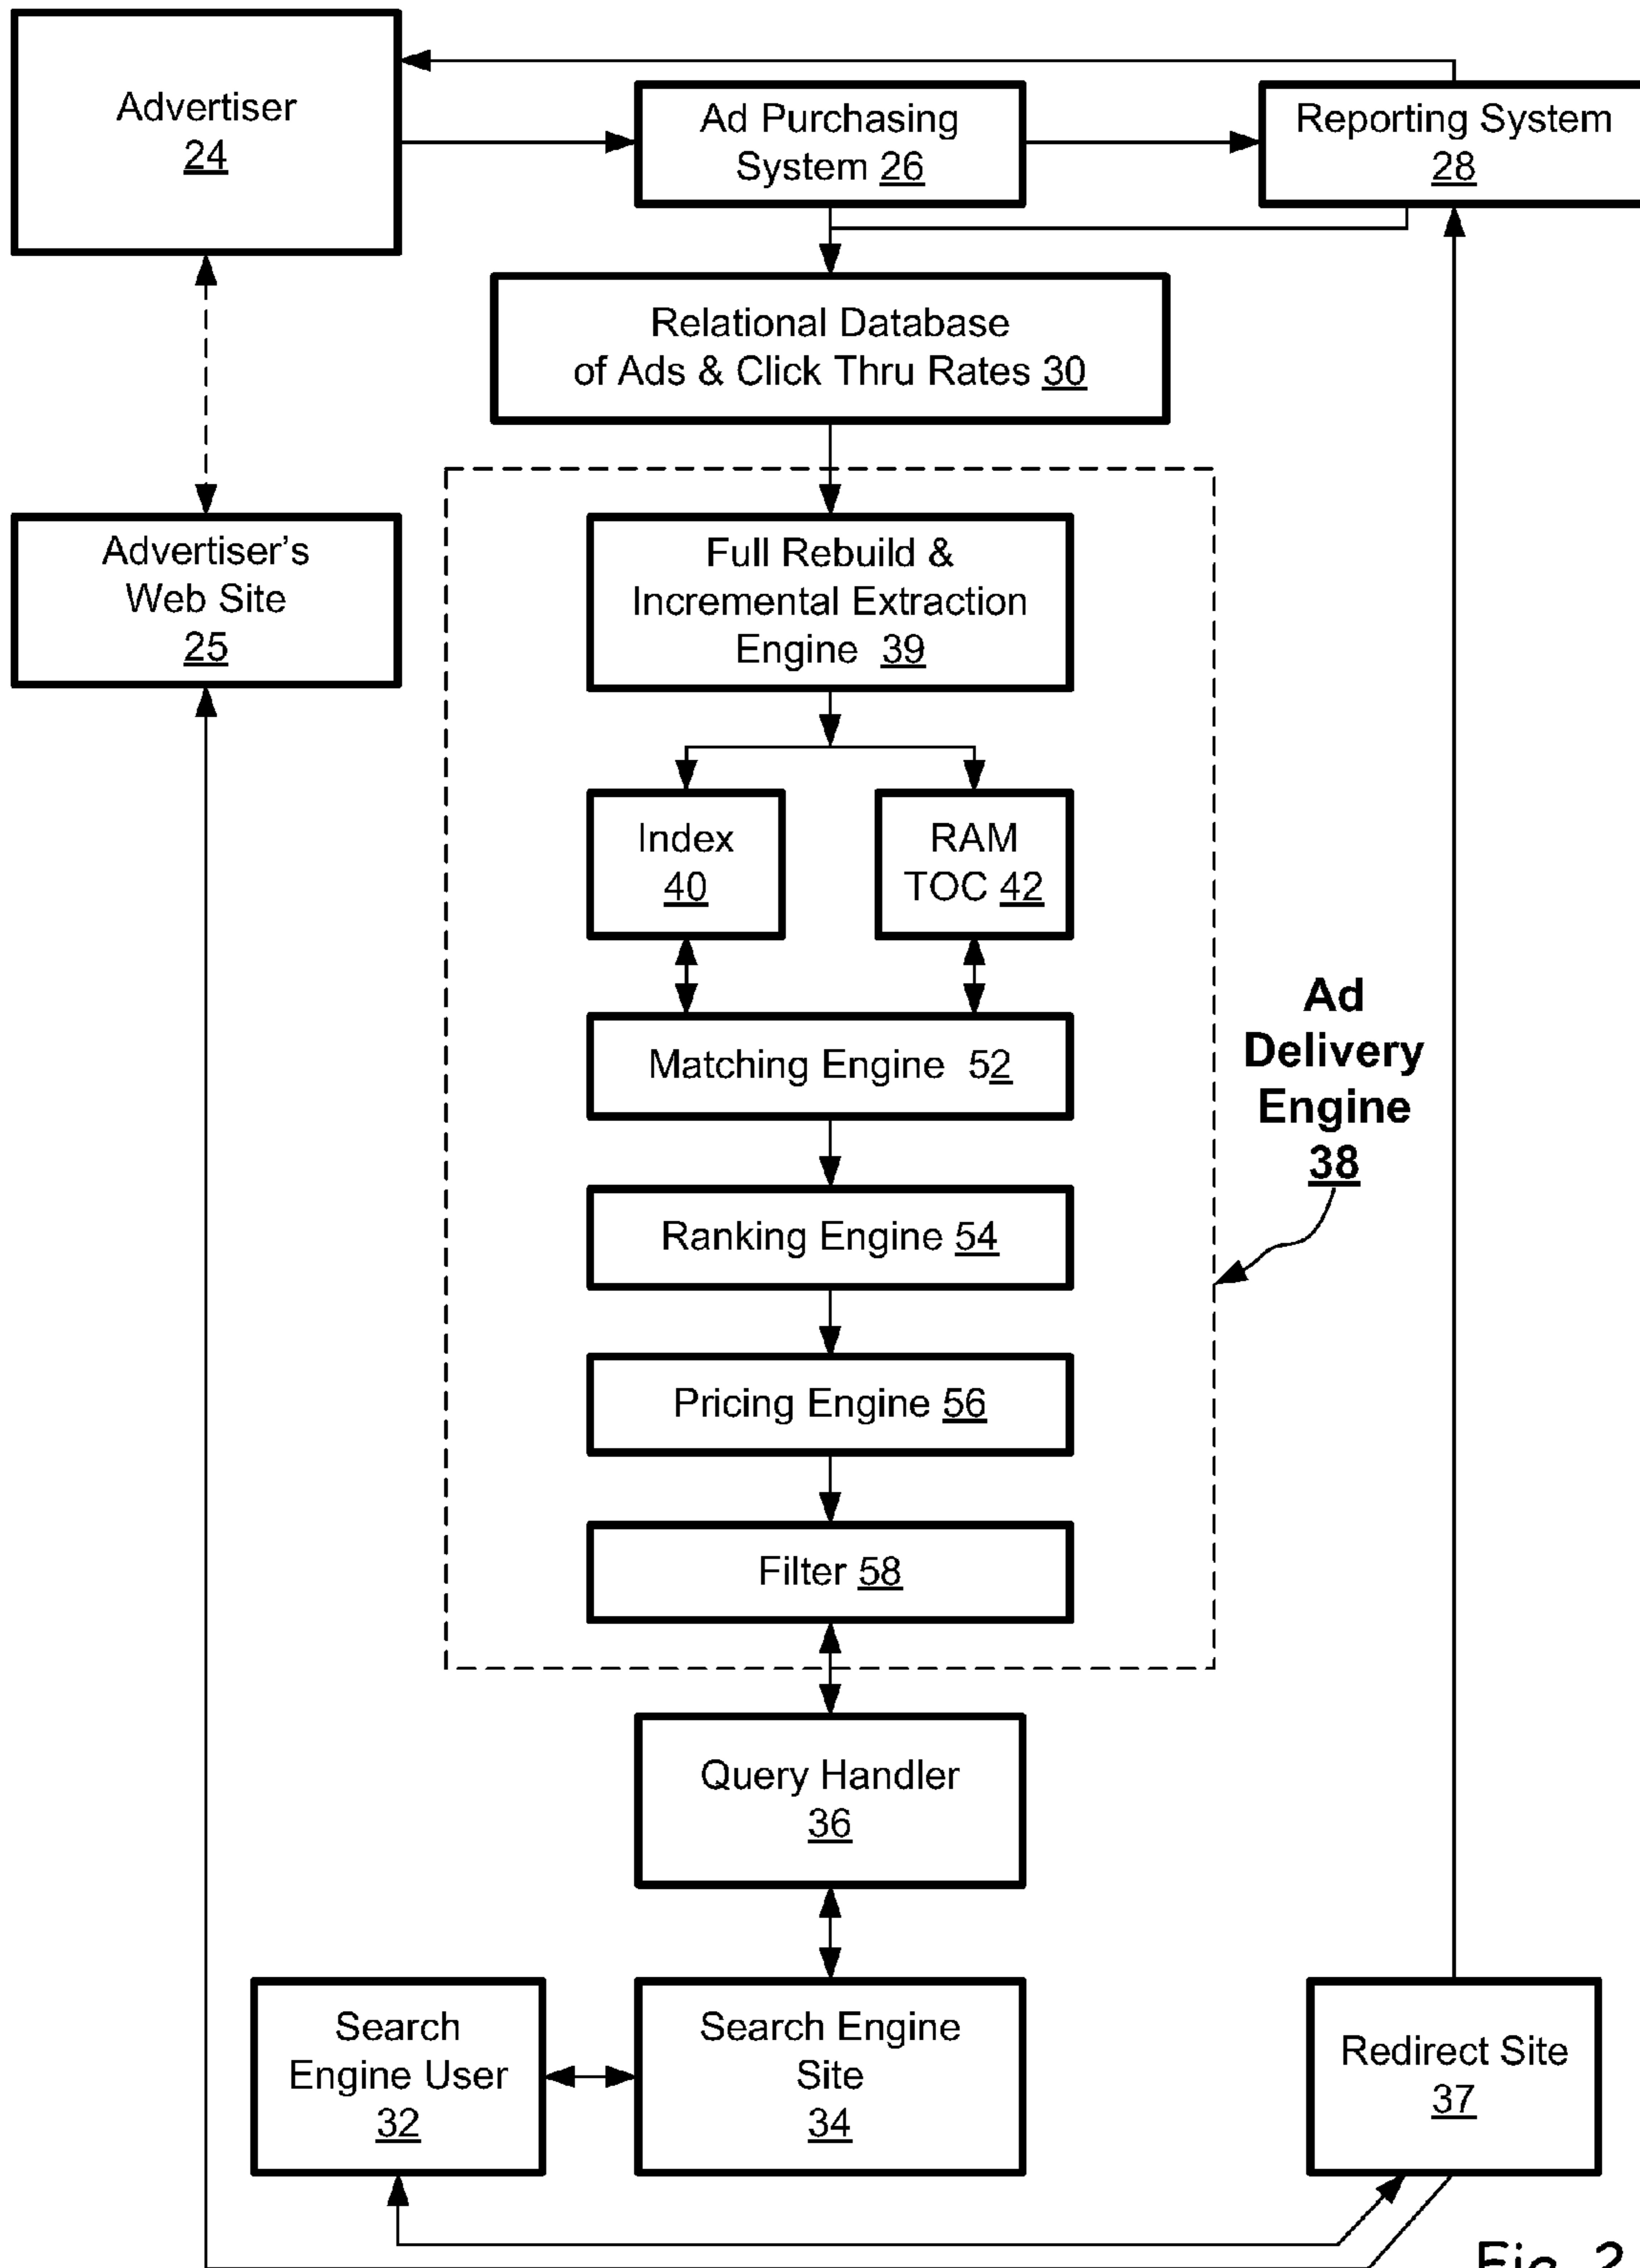 Advertiser
24
Ad Purchasing
System 26
Reporting System
28
Relational Database
of Ads & Click Thru Rates 30
Advertiser’s
Web Site
25
Full Rebuild &
Incremental Extraction
Engine 39
Index
40
RAM
TOC 42
Matching Engine 52
Ad
Delivery
Engine
38
Ranking Engine 54
Pricing Engine 56
Filter 58
Query Handler
36
Search
Engine User
32
Search Engine
Site
34
Redirect Site
37
Fig. 2